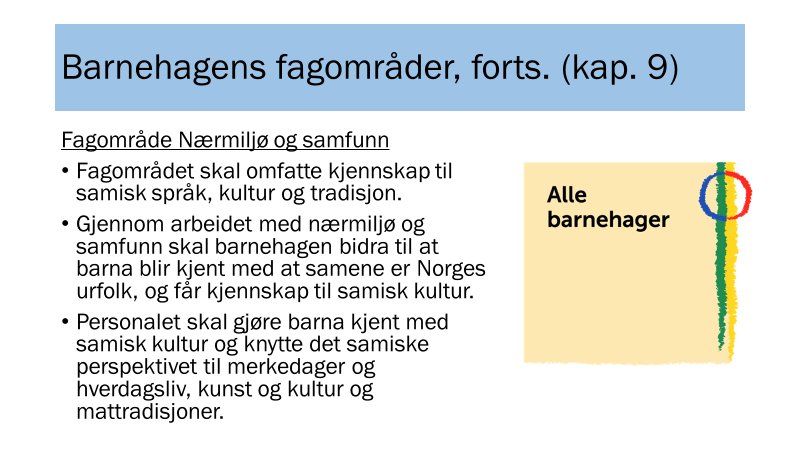 Barnehagens fagområder, forts. (kap. 9)
Fagområde Nærmiljø og samfunn
• Fagområdet skal omfatte kjennskap til
samisk språk, kultur og tradisjon.
• Gjennom arbeidet med nærmiljø og
samfunn skal barnehagen bidra til at
barna blir kjent med at samene er Norges
urfolk, og får kjennskap til samisk kultur.
• Personalet skal gjøre barna kjent med
samisk kultur og knytte det samiske
perspektivet til merkedager og
hverdagsliv, kunst og kultur og
mattradisjoner.
Alle
barnehager